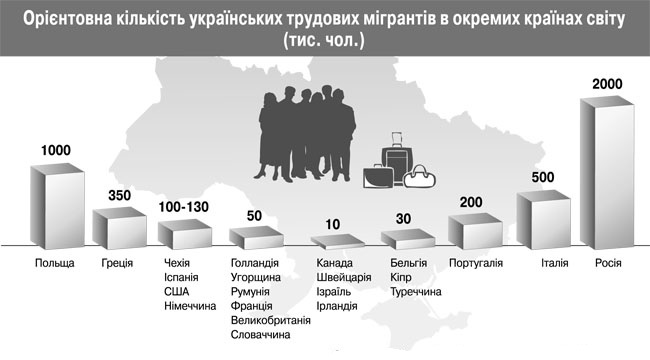 Орієнтовна кількість українських трудових мігрантів в окремих країнах світу
(тис. чол.)
1000
350
100-130
50
10
30
200
500
2000
Польща
Греція
Чехія
Іспанія
США
Німеччина
Голландія
Угорщина
Румунія
Франція
Великобританія
Словаччина
Канада
Швейцарія
Ізраїль
Ірландія
Бельгія
Кіпр
Туреччина
Португалія
Італія
Росія